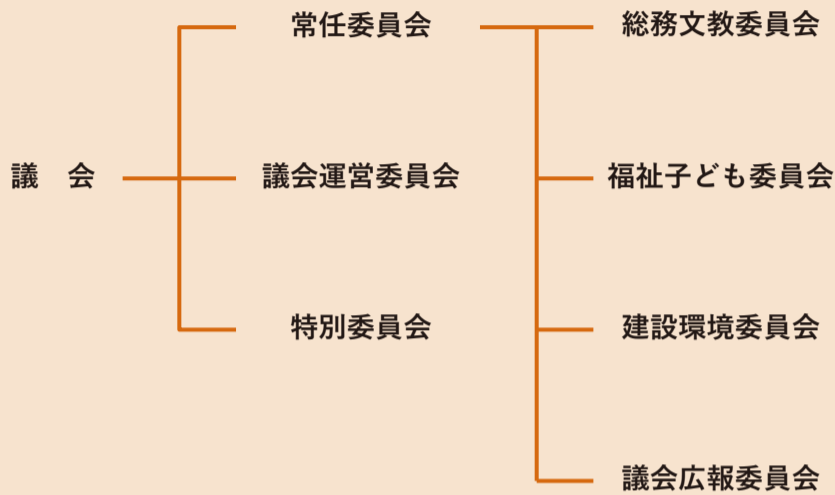 常任委員会
総務文教委員会
議　会
議会運営委員会
福祉子ども委員会
特別委員会
建設環境委員会
議会広報委員会